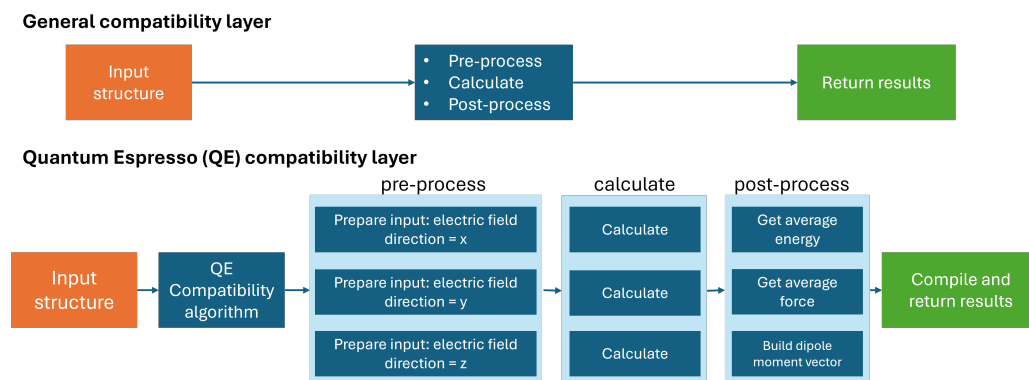 General compatibility layer
Input
structure
• Pre-process
• Calculate
• Post-process
Return results
Quantum Espresso (QE) compatibility layer
pre-process
calculate
post-process
Input
structure
QE
Compatibility
algorithm
Prepare input: electric field
direction = x
Prepare input: electric field
direction = y
Prepare input: electric field
direction = z
Calculate
Calculate
Calculate
Get average
energy
Get average
force
Build dipole
moment vector
Compile and
return results